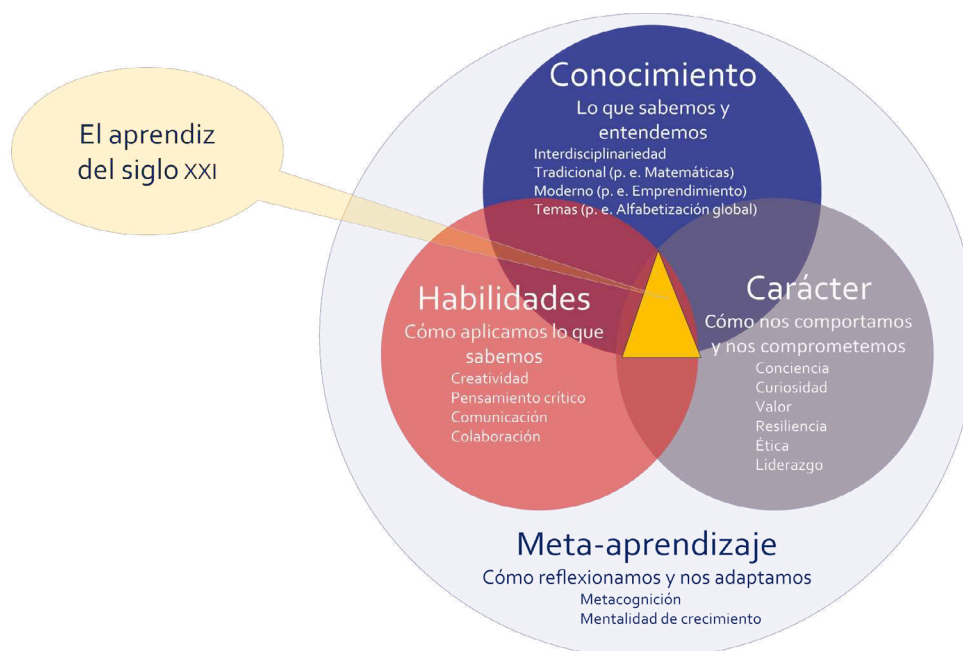 El aprendiz
del siglo XXI
Conocimiento
Lo que sabemos y
entendemos
Interdisciplinariedad
Tradicional (p. e. Matemáticas)
Moderno (p. e. Emprendimiento)
Temas (p. e. Alfabetización global)
Habilidades
Cómo aplicamos lo que
sabemos
Creatividad
Pensamiento crítico
Comunicación
Colaboración
Carácter
Cómo nos comportamos
y nos comprometemos
Conciencia
Curiosidad
Valor
Resiliencia
Ética
Liderazgo
Meta-aprendizaje
Cómo reflexionamos y nos adaptamos
Metacognición
Mentalidad de crecimiento